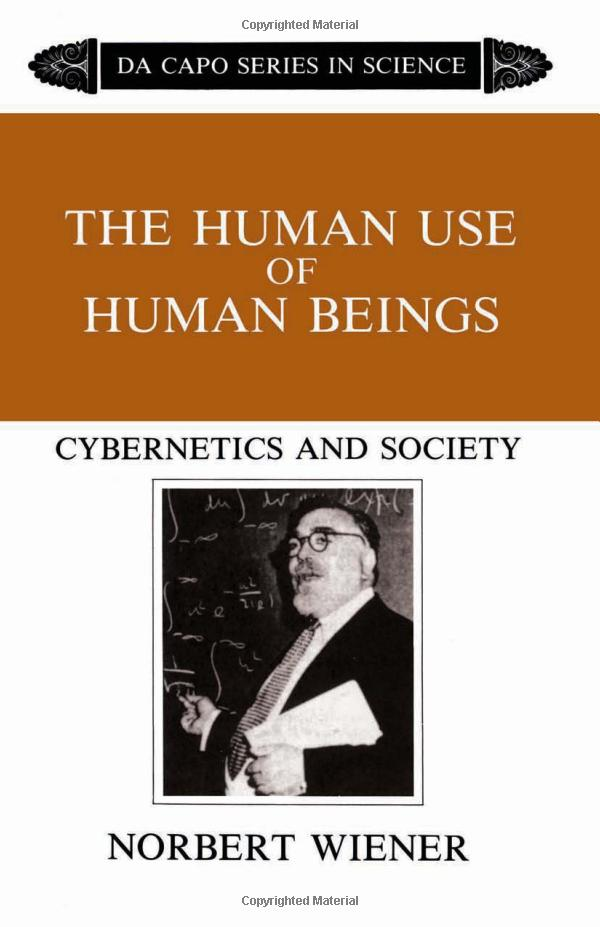 Copyrighted Material
DA CAPO SERIES IN SCIENCE
THE HUMAN USE
OF
HUMAN BEINGS
CYBERNETICS AND SOCIETY
NORBERT WIENER
Copyrighted Material